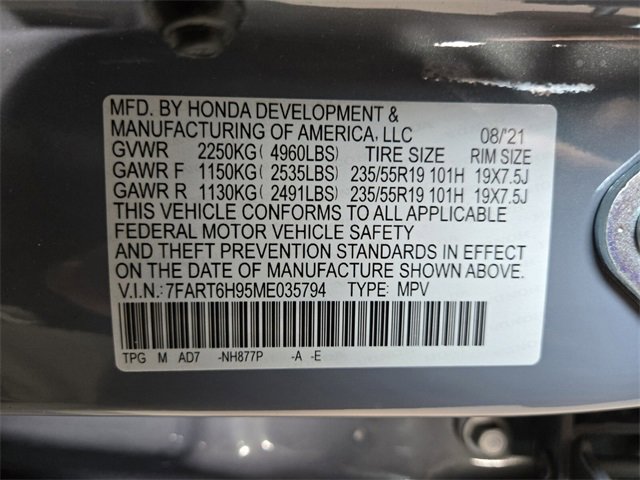 MFD. BY HONDA DEVELOPMENT &
MANUFACTURING OF AMERICA, LLC 08/'21
GVWR 2250KG( 4960LBS) TIRE SIZE RIM SIZE
GAWR F 1150KG( 2535LBS) 235/55R19 101H 19X7.5J
GAWR R 1130KG( 2491LBS) 235/55R19 101H 19X7.5J
THIS VEHICLE CONFORMS TO ALL APPLICABLE
FEDERAL MOTOR VEHICLE SAFETY
AND THEFT PREVENTION STANDARDS IN EFFECT
ON THE DATE OF MANUFACTURE SHOWN ABOVE.
V.I.N.: 7FART6H95ME035794 TYPE: MPV
TPG M AD7 -NH877P -A -E